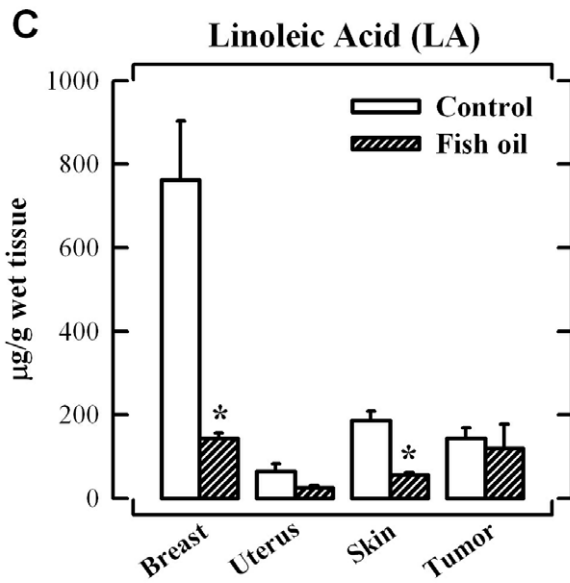 C
Linoleic Acid (LA)
1000
800
600
400
200
0
µg/g wet tissue
Control
Fish oil
*
*
Breast
Uterus
Skin
Tumor